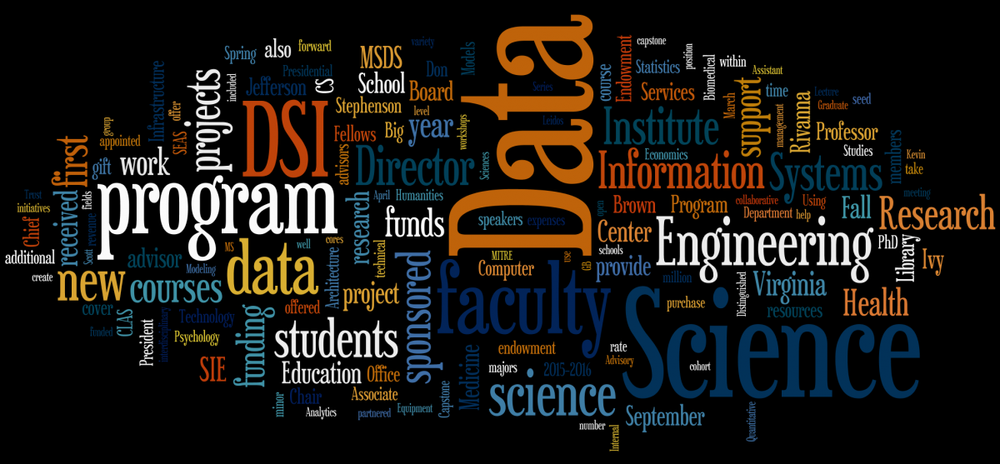 Data
Science
program
faculty
DSI
Engineering
data
Information
Institute
Director
Systems
science
students
Research
new
courses
sponsored
projects
support
funds
funding
year
first
work
School
MSDS
Board
Stephenson
Fellows
Big
Jefferson
Presidential
CS
also
forward
Spring
included
Infrastructure
SEAS
offer
group
appointed
gift
received
fields
Trust
initiatives
Chief
revenue
Scott
additional
create
advisor
Modeling
MS
well
cores
cover
CLAS
funded
President
interdisciplinary
Technology
Psychology
SIE
offered
Architecture
research
technical
project
April
Humanities
advisors
level
variety
Don
Models
workshops
Sciences
Series
Leidos
speakers
expenses
MITRE
Computer
use
GB
schools
Center
open
Brown
Program
collaborative
Department
Using
help
Fall
PhD
Library
Ivy
meeting
take
Kevin
members
Studies
Professor
Rivanna
management
Graduate
Lecture
seed
time
Assistant
March
within
Biomedical
position
Services
Statistics
course
Endowment
capstone
Economics
provide
million
purchase
Distinguished
Virginia
resources
Health
Education
Office
Chair
minor
Analytics
Associate
partnered
Equipment
Capstone
Medicine
endowment
majors
2015-2016
rate
Advisory
cohort
September
number
Internal
Quantitative